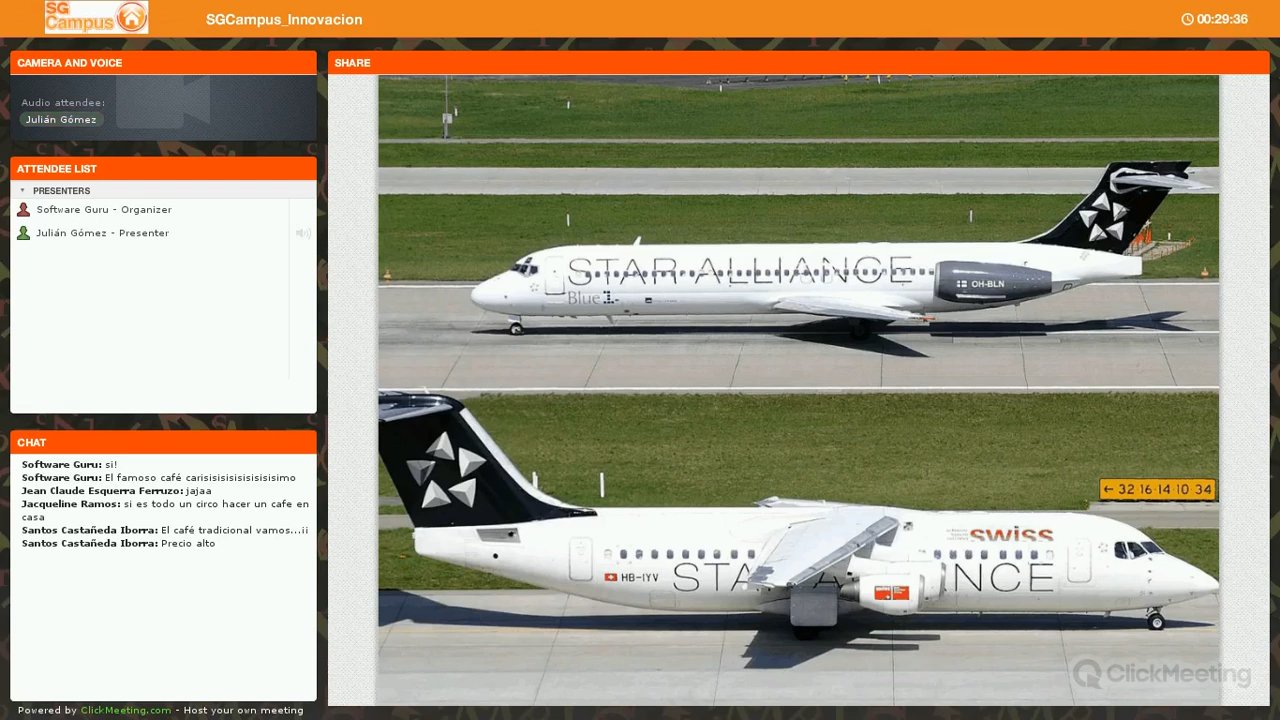 SG
Campus
SGCampus_Innovacion
00:29:36
CAMERA AND VOICE
Audio attendee:
Julián Gómez
ATTENDEE LIST
PRESENTERS
Software Guru - Organizer
Julián Gómez - Presenter
CHAT
Software Guru: si!
Software Guru: El famoso café carisisisisisisisisimo
Jean Claude Esquerra Ferruzo: jajaa
Jacqueline Ramos: si es todo un circo hacer un cafe en
casa
Santos Castañeda Iborra: El café tradicional vamos...¡¡
Santos Castañeda Iborra: Precio alto
Powered by ClickMeeting.com - Host your own meeting
SHARE
STAR ALLIANCE
Blue1
OH-BLN
← 32 16·14·10 34
swiss
HB-IYV
STAR ALLIANCE
ClickMeeting